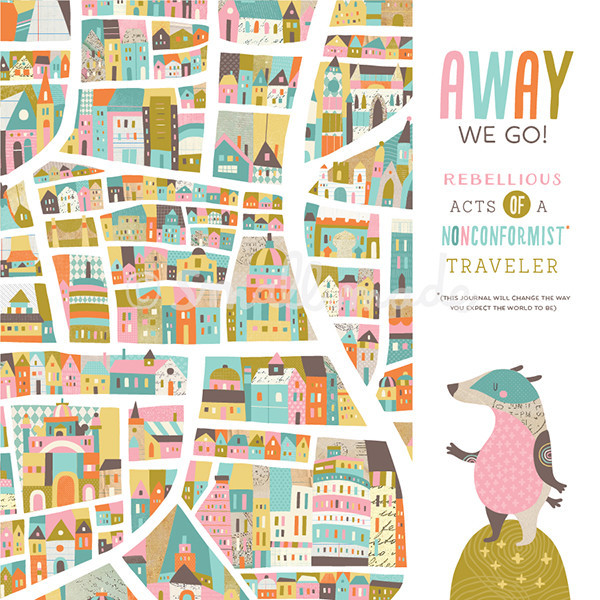 AWAY
WE GO!
REBELLIOUS
ACTS OF A
NONCONFORMIST*
TRAVELER
*(THIS JOURNAL WILL CHANGE THE WAY
YOU EXPECT THE WORLD TO BE)